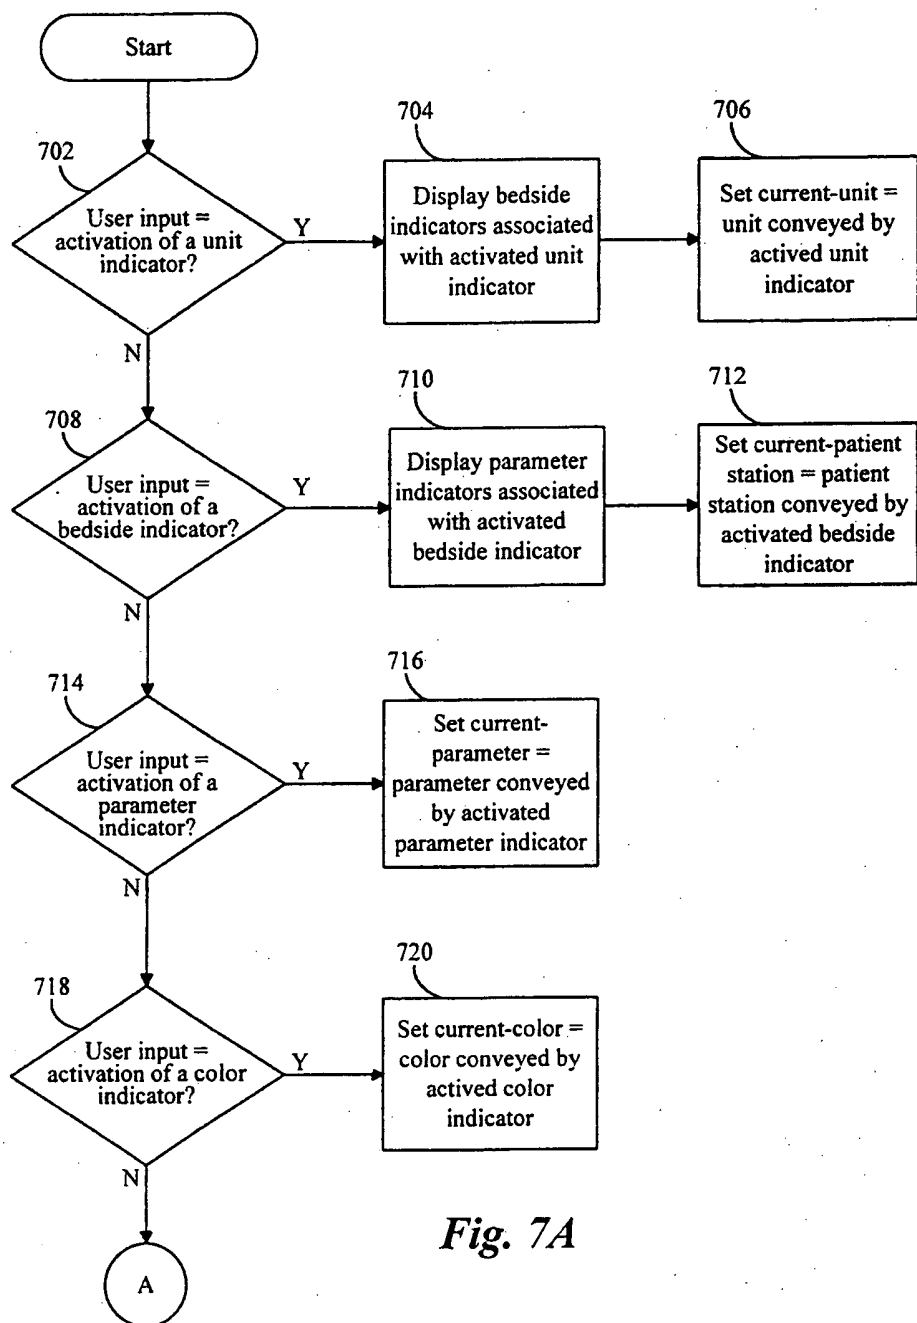 Start
702
User input =
activation of a unit
indicator?
Y
N
704
Display bedside
indicators associated
with activated unit
indicator
706
Set current-unit =
unit conveyed by
actived unit
indicator
708
User input =
activation of a
bedside indicator?
Y
N
710
Display parameter
indicators associated
with activated
bedside indicator
712
Set current-patient
station = patient
station conveyed by
activated bedside
indicator
714
User input =
activation of a
parameter
indicator?
Y
N
716
Set current-
parameter =
parameter conveyed
by activated
parameter indicator
718
User input =
activation of a color
indicator?
Y
N
720
Set current-color =
color conveyed by
actived color
indicator
A
Fig. 7A